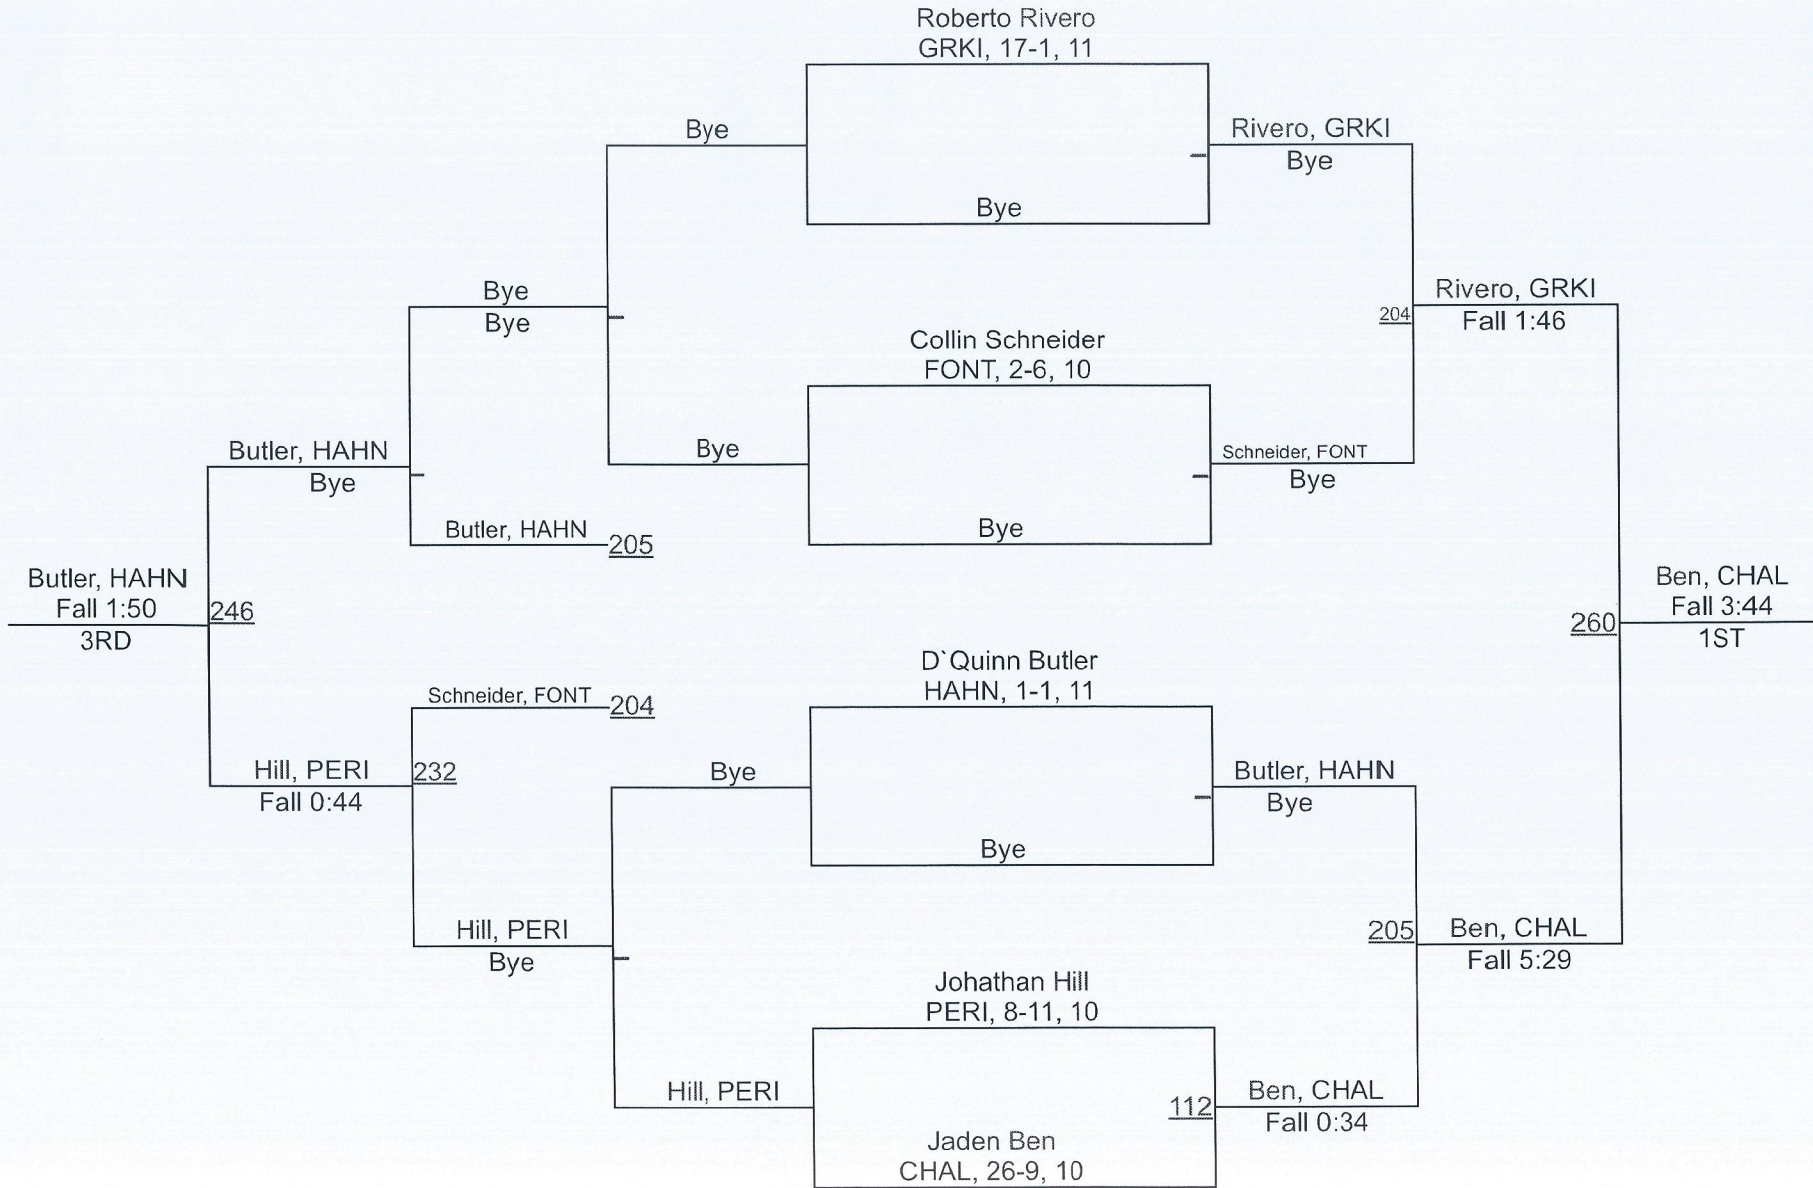 Roberto Rivero
GRKI, 17-1, 11
Bye
Rivero, GRKI
Bye
Bye
Bye
Bye
Rivero, GRKI
Fall 1:46
204
Collin Schneider
FONT, 2-6, 10
Butler, HAHN
Bye
Bye
Schneider, FONT
Bye
Butler, HAHN
205
Bye
Butler, HAHN
Fall 1:50
3RD
246
Ben, CHAL
Fall 3:44
1ST
260
D`Quinn Butler
HAHN, 1-1, 11
Schneider, FONT
204
Hill, PERI
Fall 0:44
232
Bye
Butler, HAHN
Bye
Bye
Hill, PERI
Bye
205
Ben, CHAL
Fall 5:29
Johathan Hill
PERI, 8-11, 10
Hill, PERI
112
Ben, CHAL
Fall 0:34
Jaden Ben
CHAL, 26-9, 10